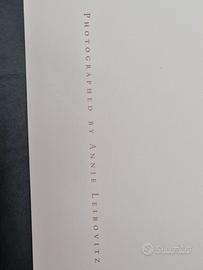 PHOTOGRAPHED BY ANNIE LEIBOVITZ
subito